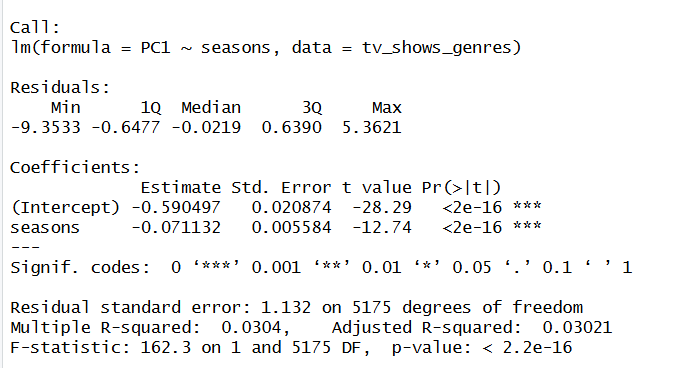 Call:
lm(formula = PC1 ~ seasons, data = tv_shows_genres)
Residuals:
    Min      1Q  Median      3Q     Max
-9.3533 -0.6477 -0.0219  0.6390  5.3621
Coefficients:
             Estimate Std. Error t value Pr(>|t|)
(Intercept) -0.590497   0.020874  -28.29   <2e-16 ***
seasons     -0.071132   0.005584  -12.74   <2e-16 ***
---
Signif. codes:  0 ‘***’ 0.001 ‘**’ 0.01 ‘*’ 0.05 ‘.’ 0.1 ‘ ’ 1
Residual standard error: 1.132 on 5175 degrees of freedom
Multiple R-squared:  0.0304,	Adjusted R-squared:  0.03021
F-statistic: 162.3 on 1 and 5175 DF,  p-value: < 2.2e-16